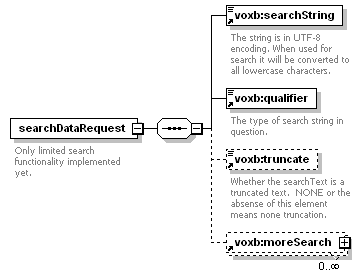 voxb:searchString
The string is in UTF-8
encoding. When used for
search it will be converted to
all lowercase characters.
voxb:qualifier
The type of search string in
question.
searchDataRequest
Only limited search
functionality implemented
yet.
voxb:truncate
Whether the searchText is a
truncated text. NONE or the
absense of this element
means none truncation.
voxb:moreSearch
0..∞